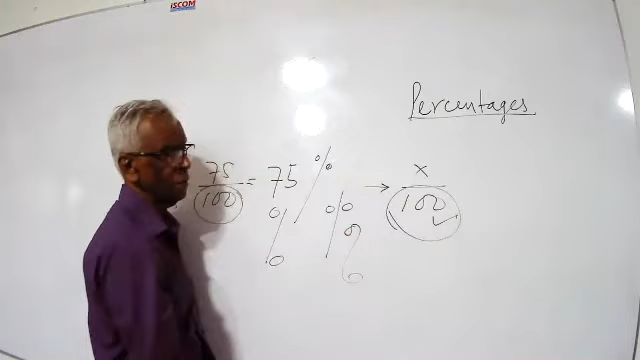 ISCOM
Percentages
75/100 = 75 % → x/100
% %